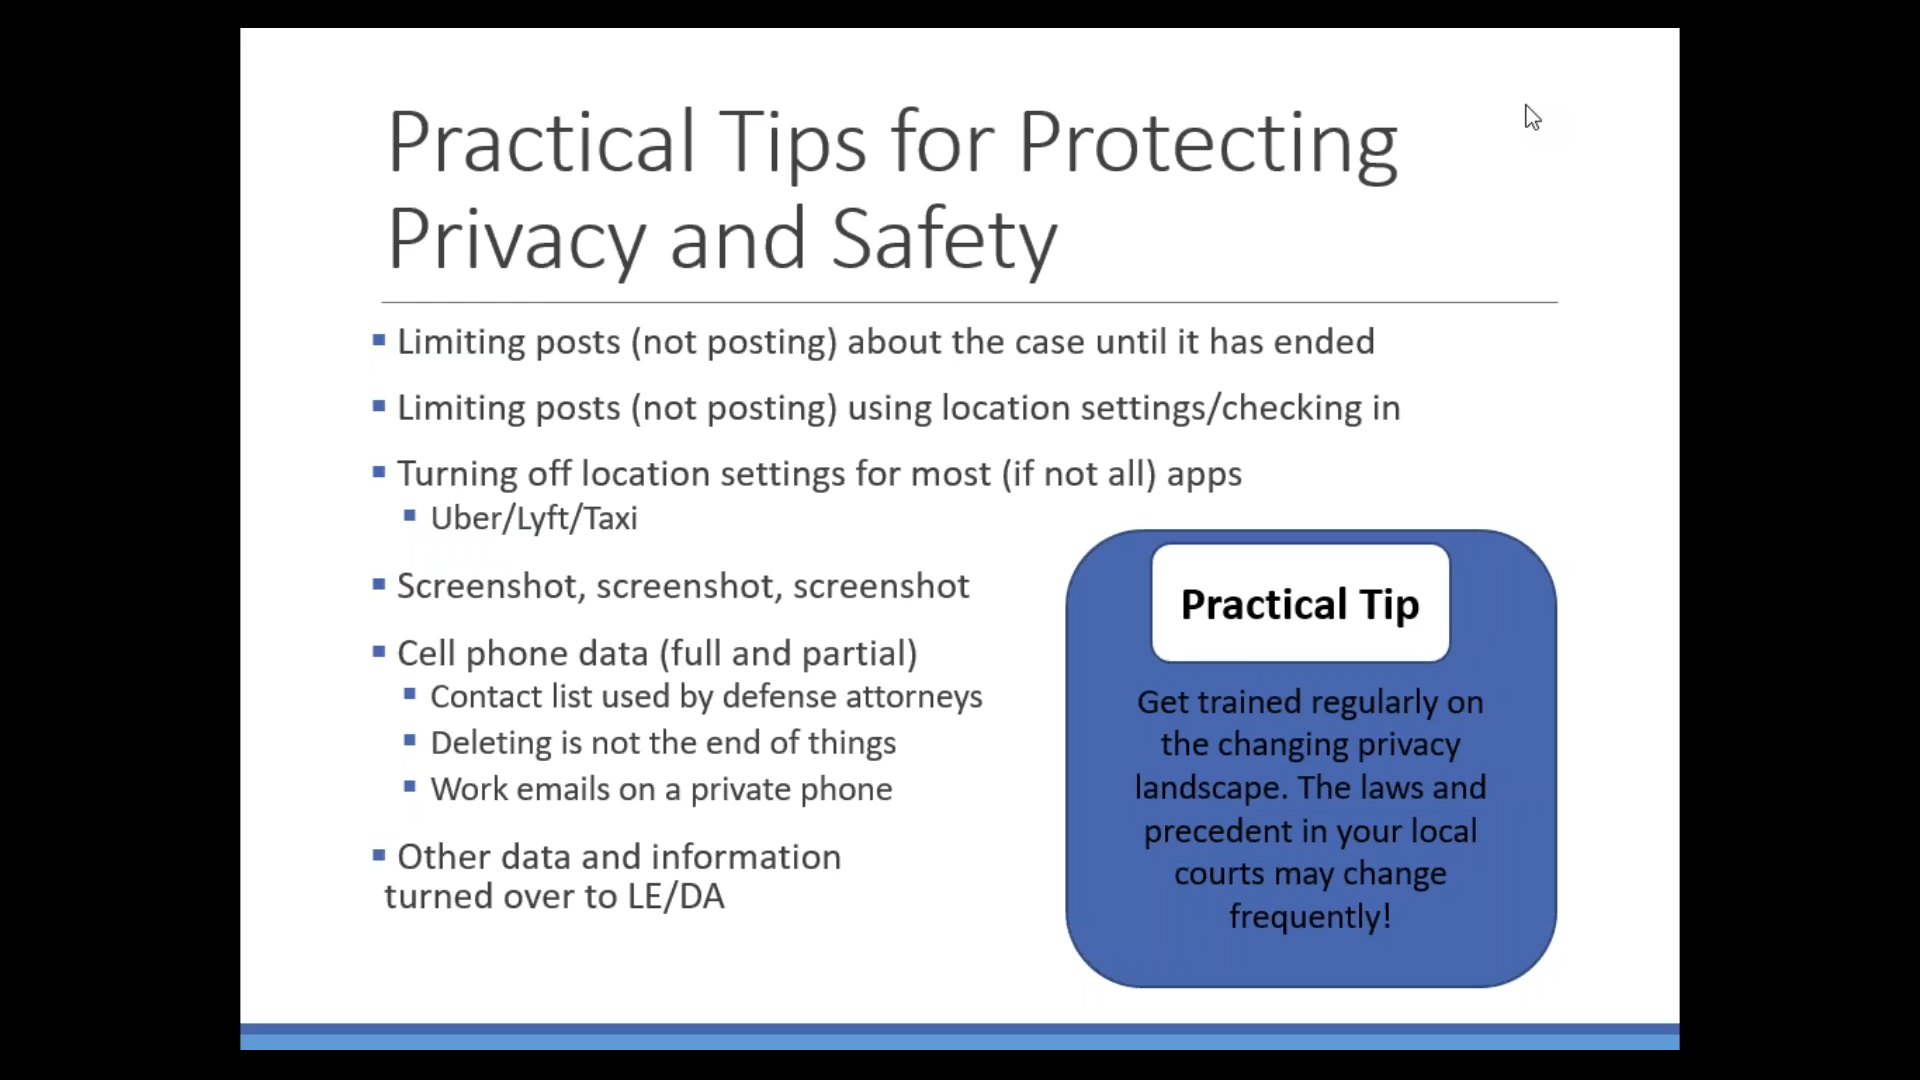 Practical Tips for Protecting
Privacy and Safety
Limiting posts (not posting) about the case until it has ended
Limiting posts (not posting) using location settings/checking in
Turning off location settings for most (if not all) apps
Uber/Lyft/Taxi
Screenshot, screenshot, screenshot
Cell phone data (full and partial)
Contact list used by defense attorneys
Deleting is not the end of things
Work emails on a private phone
Other data and information
turned over to LE/DA
Practical Tip
Get trained regularly on
the changing privacy
landscape. The laws and
precedent in your local
courts may change
frequently!